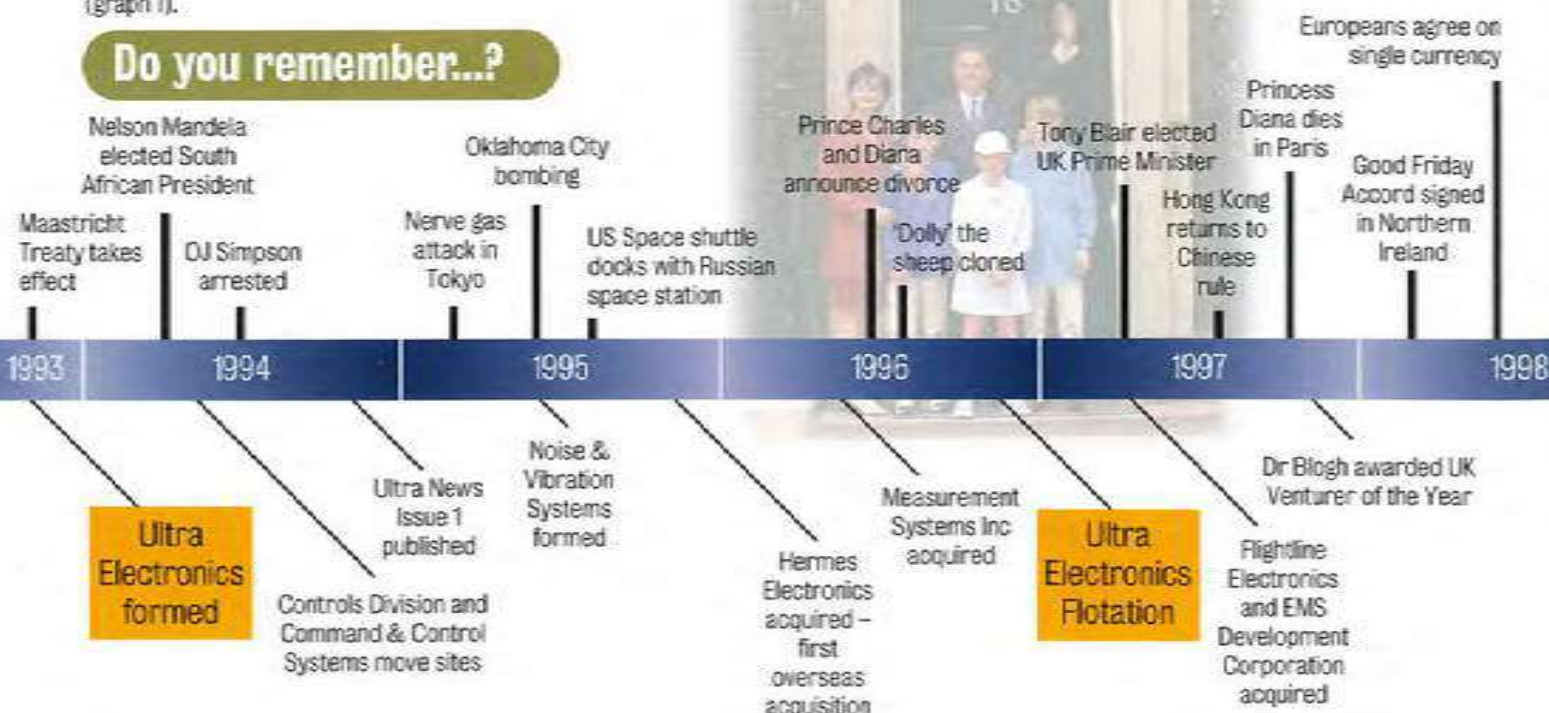 (graph 1).
Do you remember...?
Nelson Mandela
elected South
African President
Maastricht
Treaty takes
effect
OJ Simpson
arrested
Nerve gas
attack in
Tokyo
Oklahoma City
bombing
US Space shuttle
docks with Russian
space station
Prince Charles
and Diana
announce divorce
'Dolly' the
sheep cloned
Tony Blair elected
UK Prime Minister
Hong Kong
returns to
Chinese
rule
Princess
Diana dies
in Paris
Good Friday
Accord signed
in Northern
Ireland
Europeans agree on
single currency
1993
1994
1995
1996
1997
1998
Ultra
Electronics
formed
Controls Division and
Command & Control
Systems move sites
Ultra News
Issue 1
published
Noise &
Vibration
Systems
formed
Hermes
Electronics
acquired –
first
overseas
acquisition
Measurement
Systems Inc
acquired
Ultra
Electronics
Flotation
Flightline
Electronics
and EMS
Development
Corporation
acquired
Dr Blogh awarded UK
Venturer of the Year